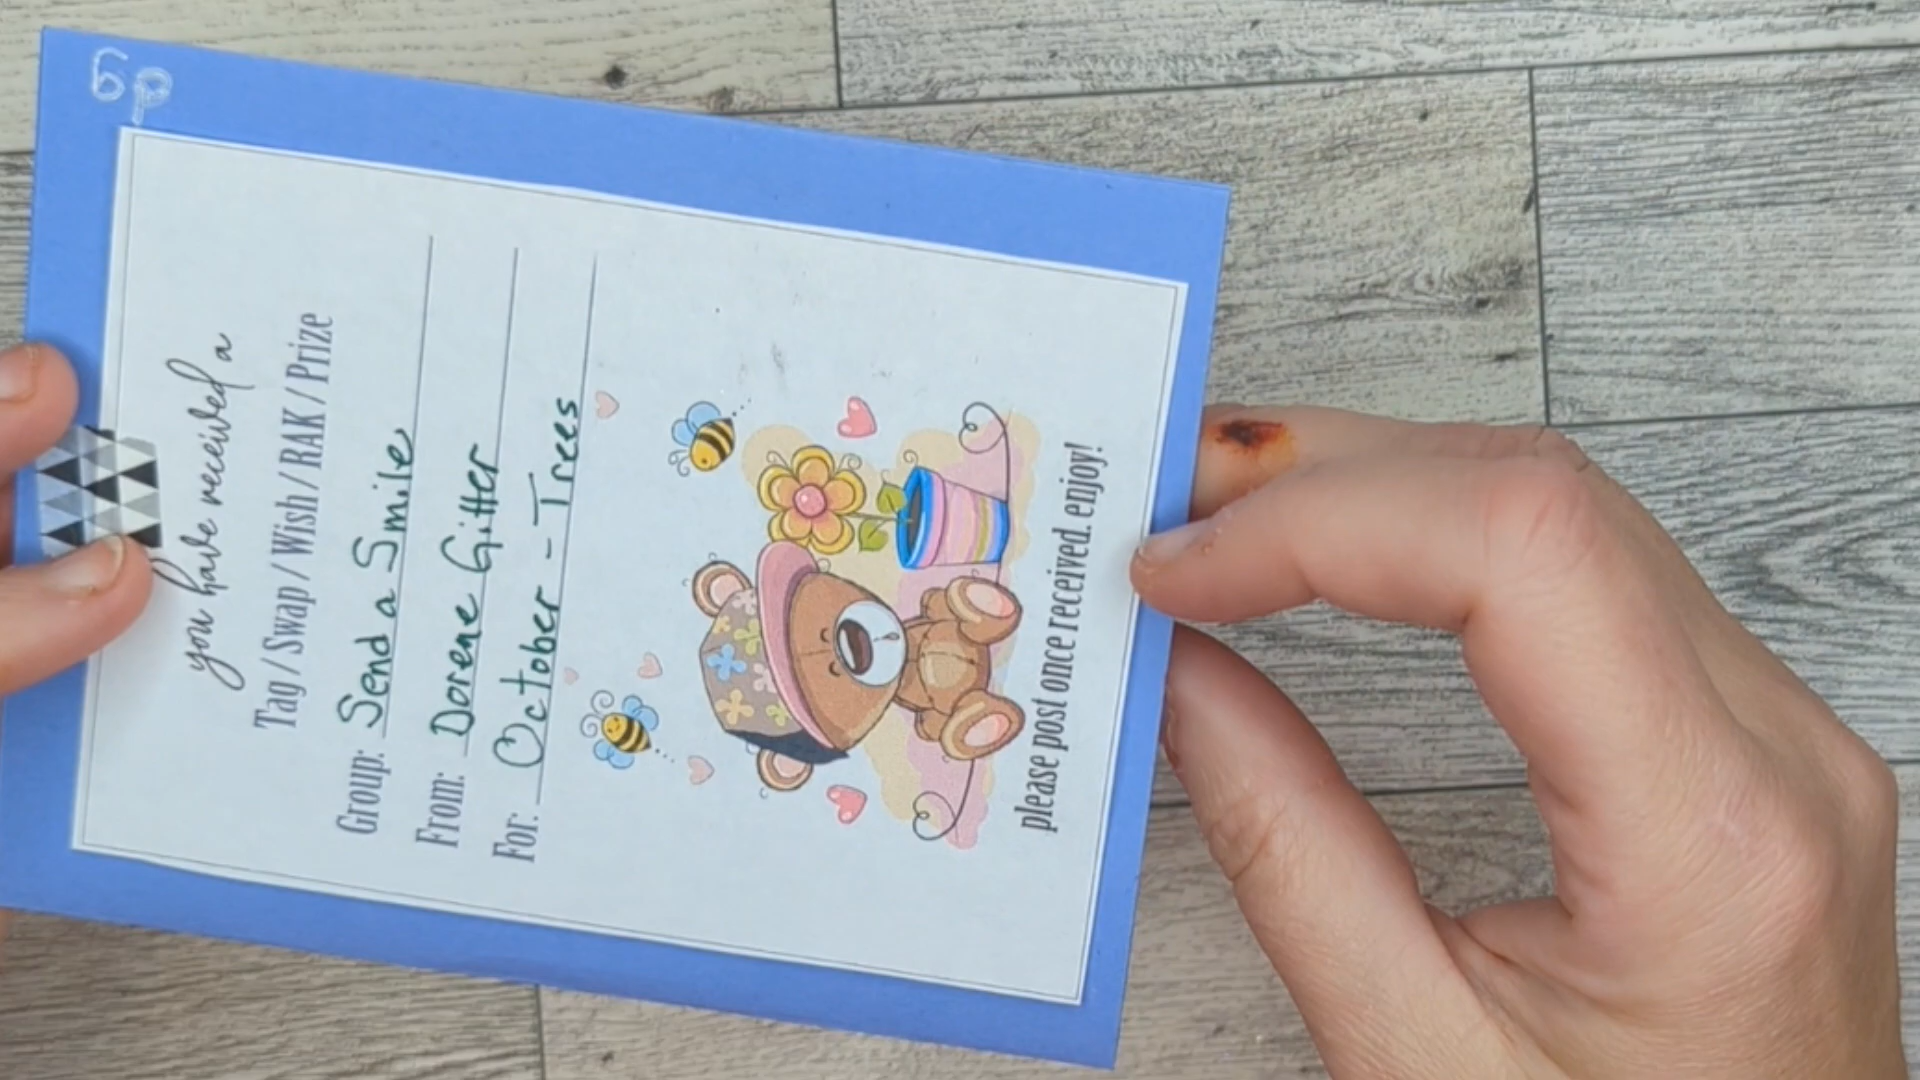 you have received a
Tag / Swap / Wish / RAK / Prize
Group: Send a Smile
From: Dorene Gitter
For: October - Trees
please post once received. enjoy!